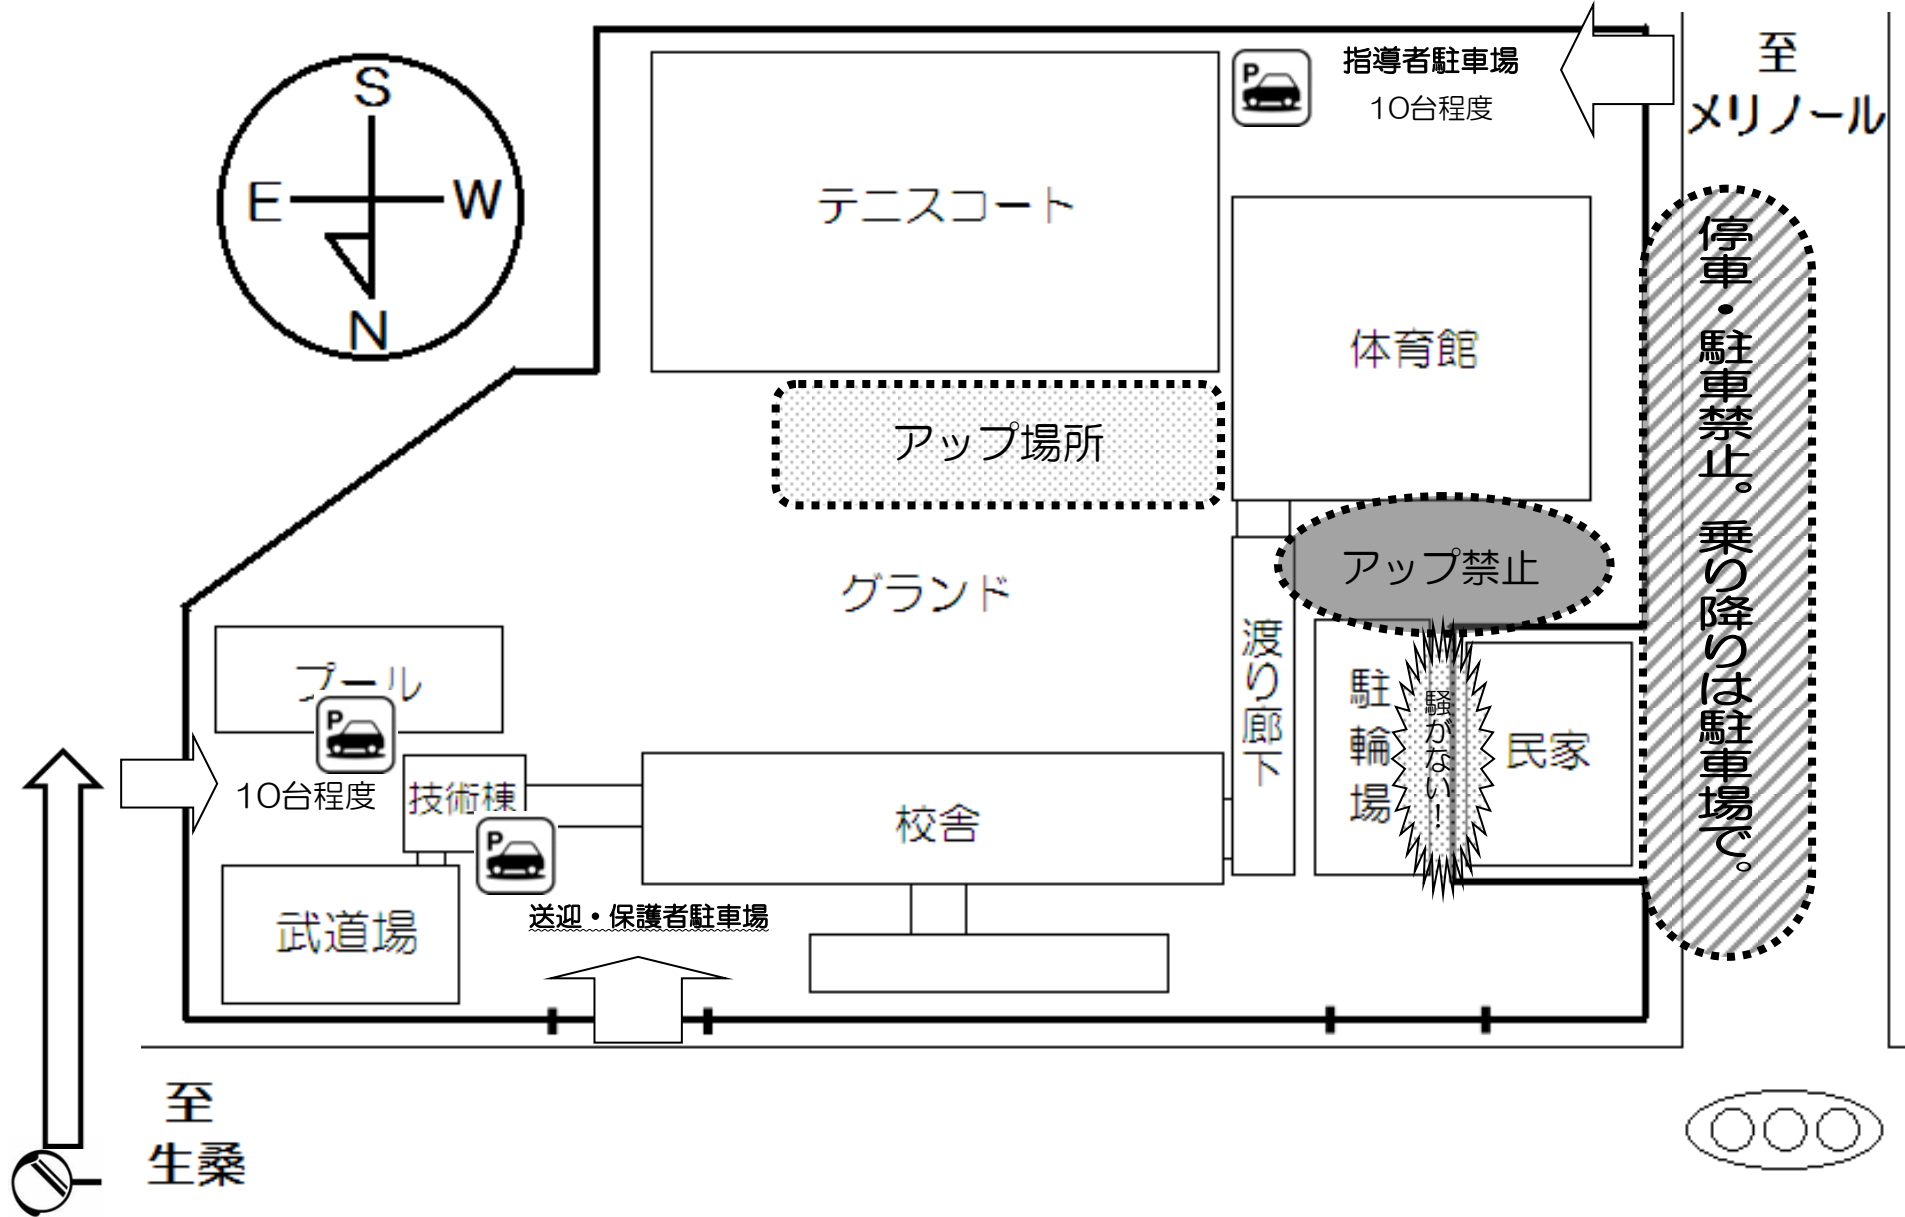 S
E
W
N
P
指導者駐車場
10台程度
至
メリノール
テニスコート
体育館
停車・駐車禁止。乗り降りは駐車場で。
アップ場所
アップ禁止
グランド
渡り廊下
駐輪場
騒がない！
民家
プール
P
10台程度
技術棟
P
校舎
武道場
送迎・保護者駐車場
至
生桑